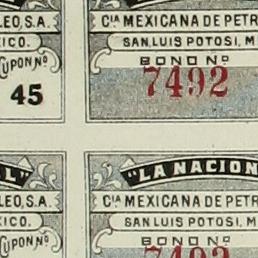 LEO, S.A.
ICO.
CUPON Nº
45
CIA MEXICANA DE PETR
SAN LUIS POTOSI, M
BONO Nº
7492
L"
LEO, S.A.
ICO.
CUPON Nº
"LA NACION
CIA MEXICANA DE PETR
SAN LUIS POTOSI, M
BONO Nº
7492